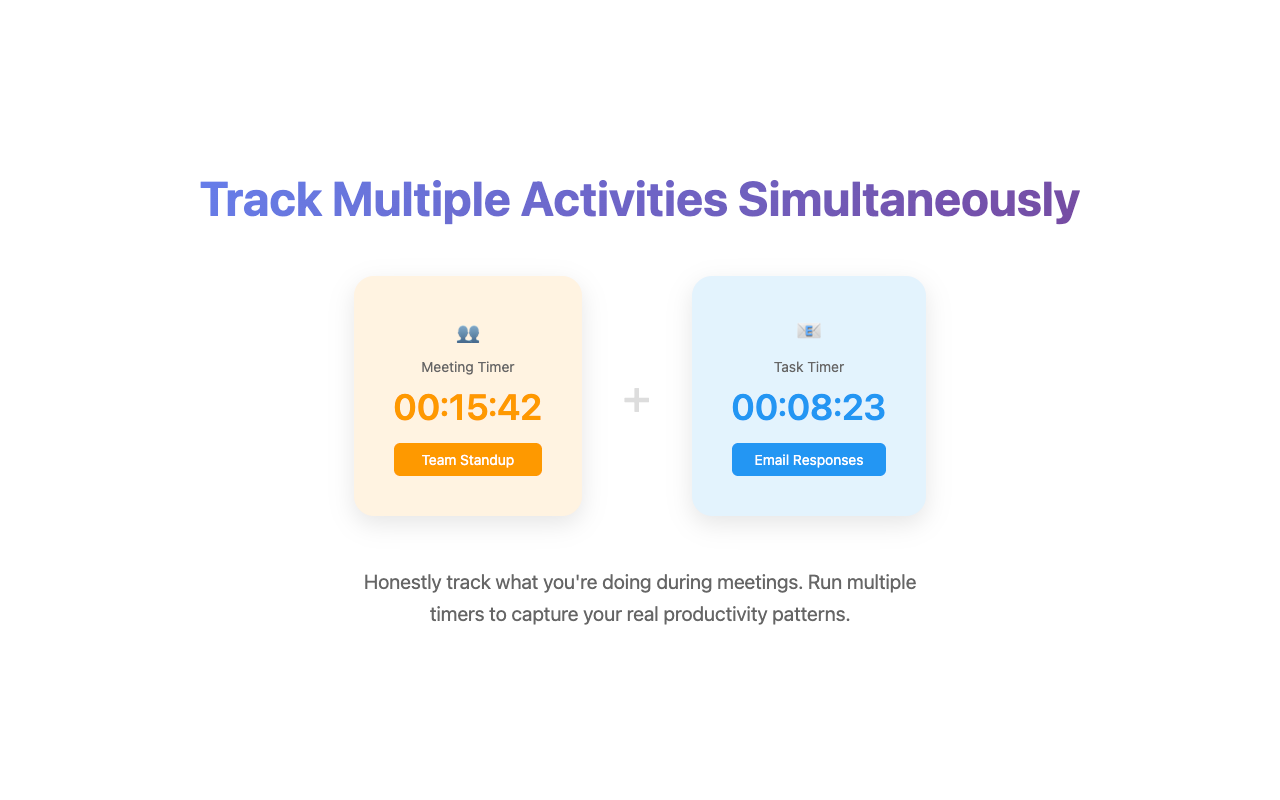 Track Multiple Activities Simultaneously
Meeting Timer
00:15:42
Team Standup
+
Task Timer
00:08:23
Email Responses
Honestly track what you're doing during meetings. Run multiple
timers to capture your real productivity patterns.